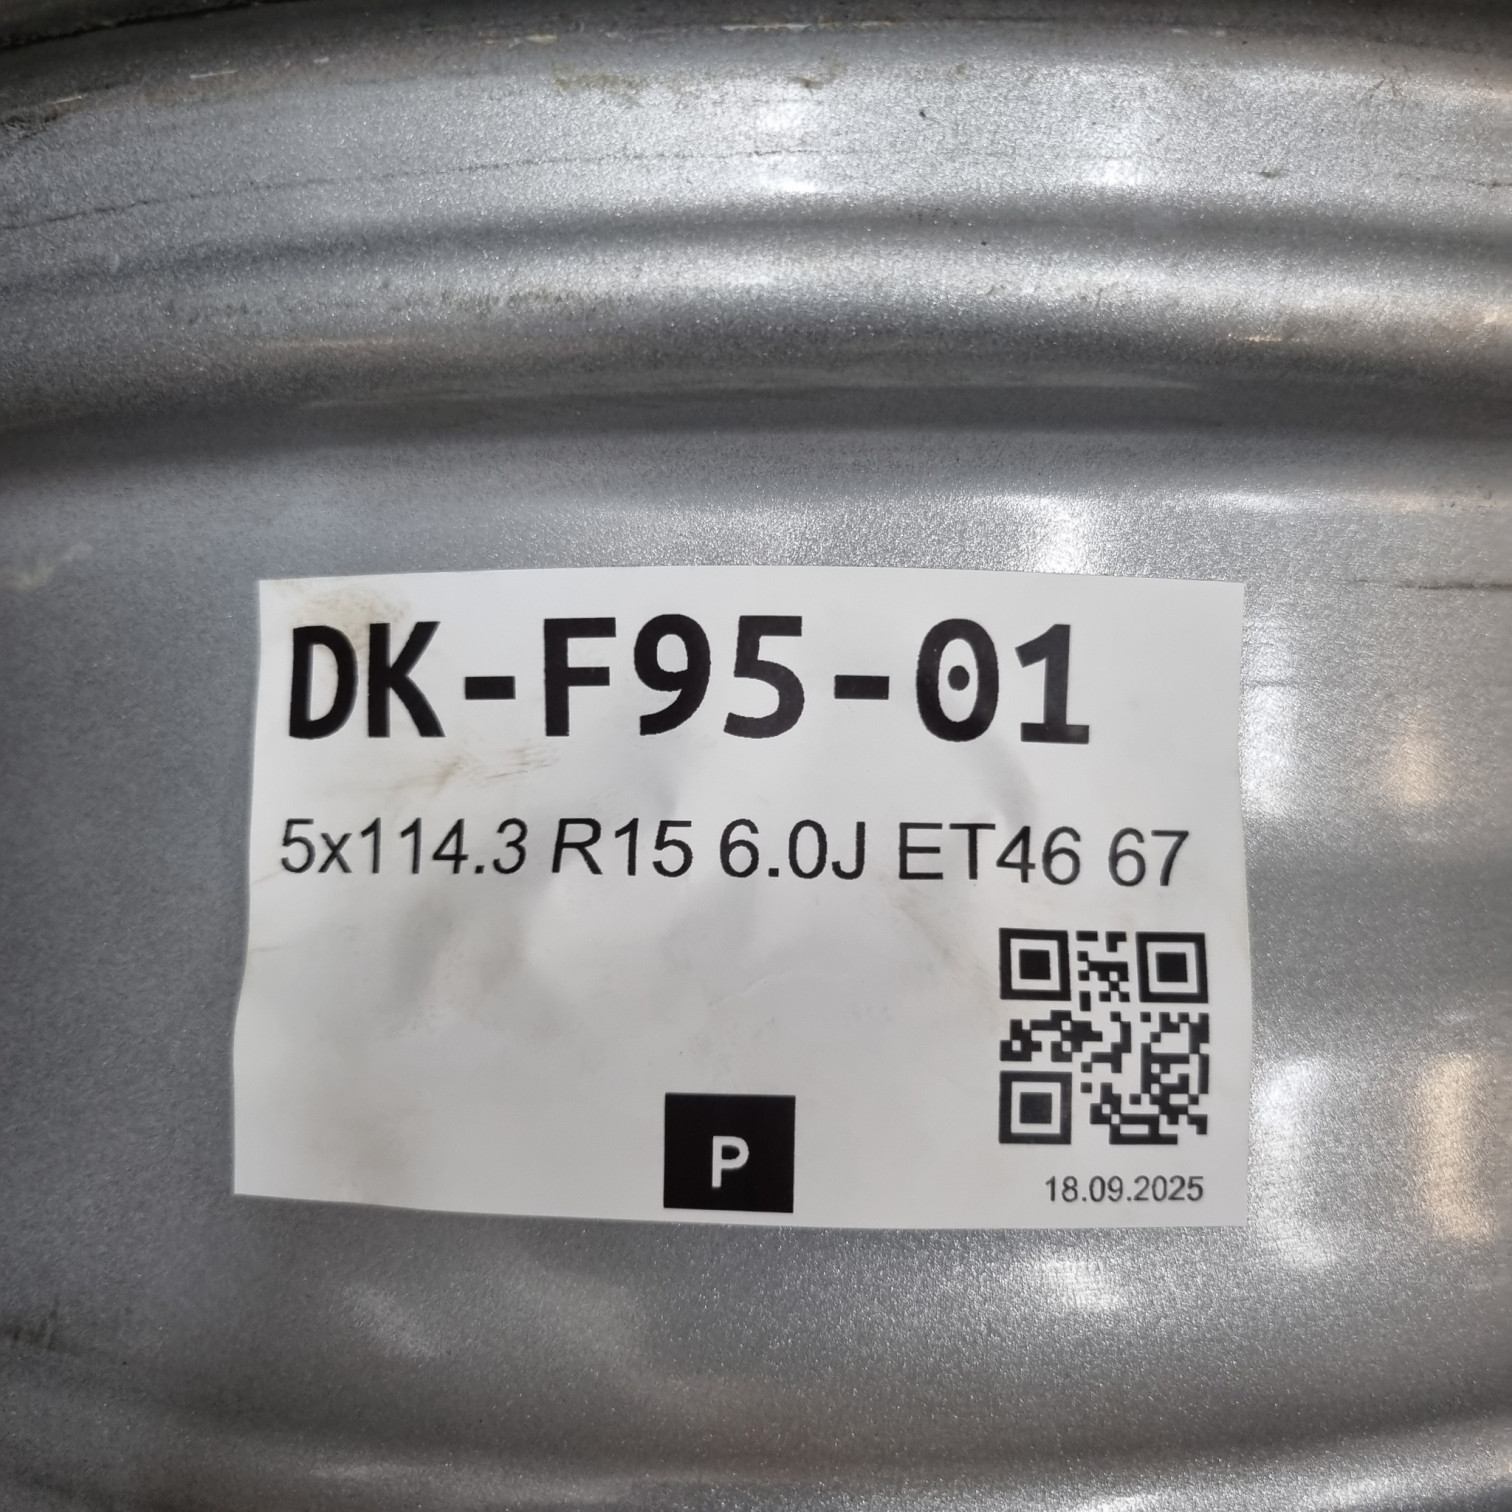 DK-F95-01
5x114.3 R15 6.0J ET46 67
P
18.09.2025